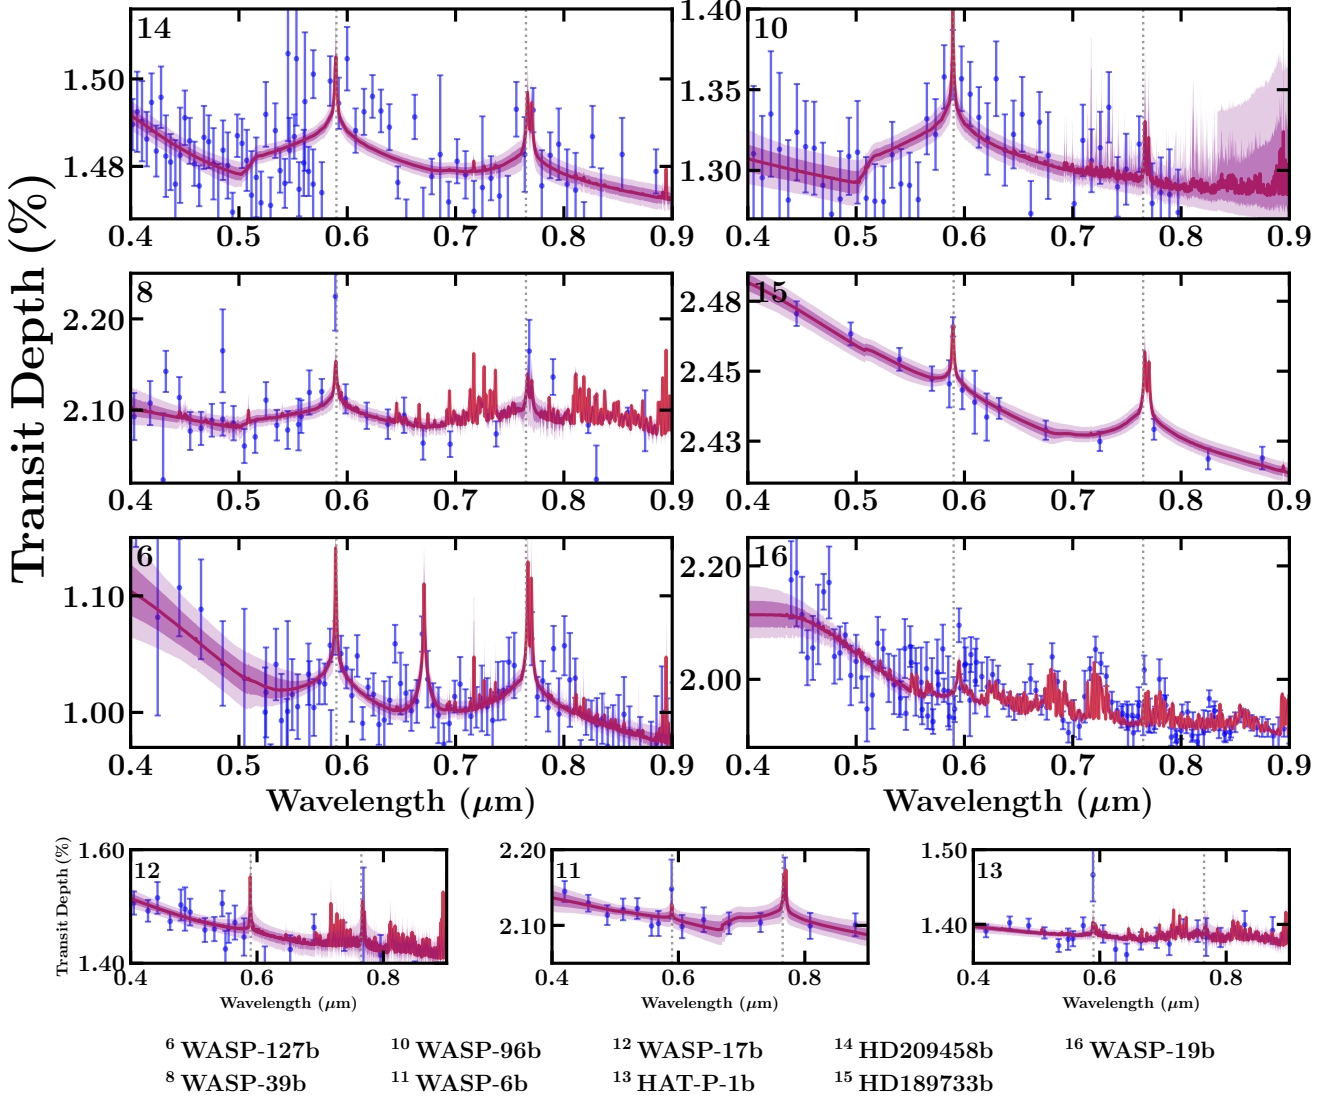 Transit Depth (%)
14
1.50
1.48
0.4 0.5 0.6 0.7 0.8 0.9
10
1.40
1.35
1.30
0.4 0.5 0.6 0.7 0.8 0.9
8
2.20
2.10
0.4 0.5 0.6 0.7 0.8 0.9
15
2.48
2.45
2.43
0.4 0.5 0.6 0.7 0.8 0.9
6
1.10
1.00
0.4 0.5 0.6 0.7 0.8 0.9
Wavelength (μm)
16
2.20
2.00
0.4 0.5 0.6 0.7 0.8 0.9
Wavelength (μm)
Transit Depth (%)
12
1.60
1.50
1.40
0.4 0.6 0.8
Wavelength (μm)
11
2.20
2.10
0.4 0.6 0.8
Wavelength (μm)
13
1.50
1.40
0.4 0.6 0.8
Wavelength (μm)
6 WASP-127b 10 WASP-96b 12 WASP-17b 14 HD209458b 16 WASP-19b
8 WASP-39b 11 WASP-6b 13 HAT-P-1b 15 HD189733b